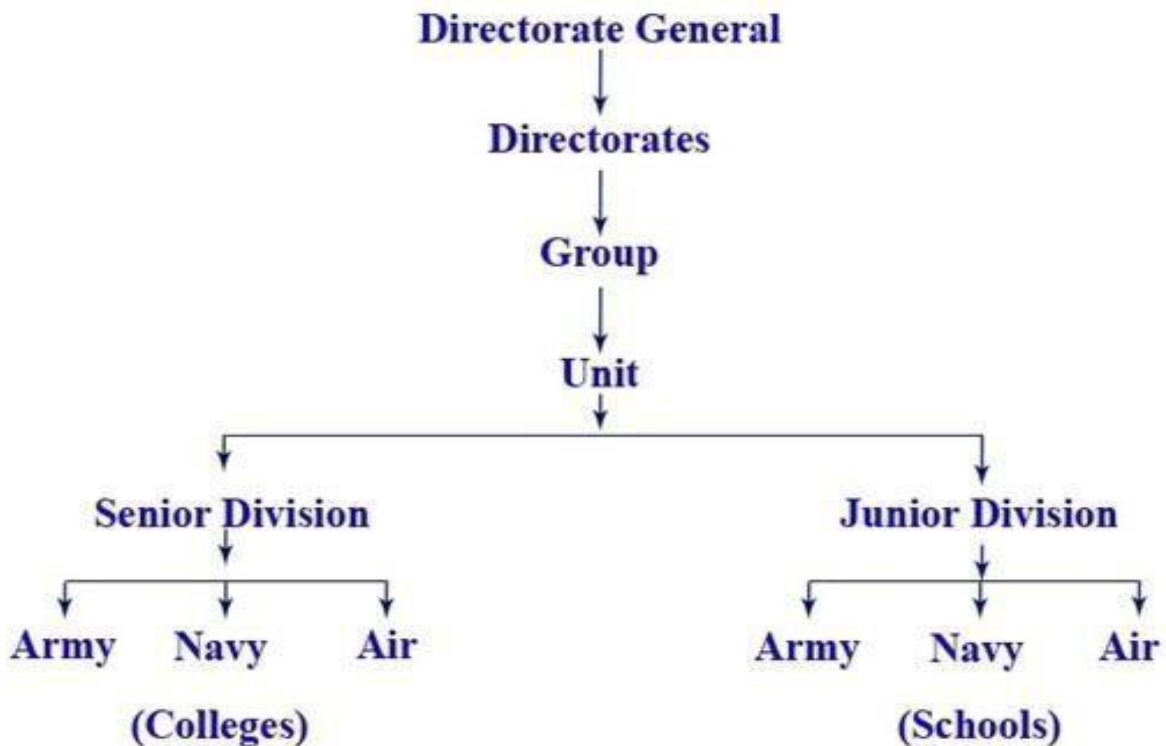 Directorate General
Directorates
Group
Unit
Senior Division Junior Division
Army Navy Air Army Navy Air
(Colleges) (Schools)